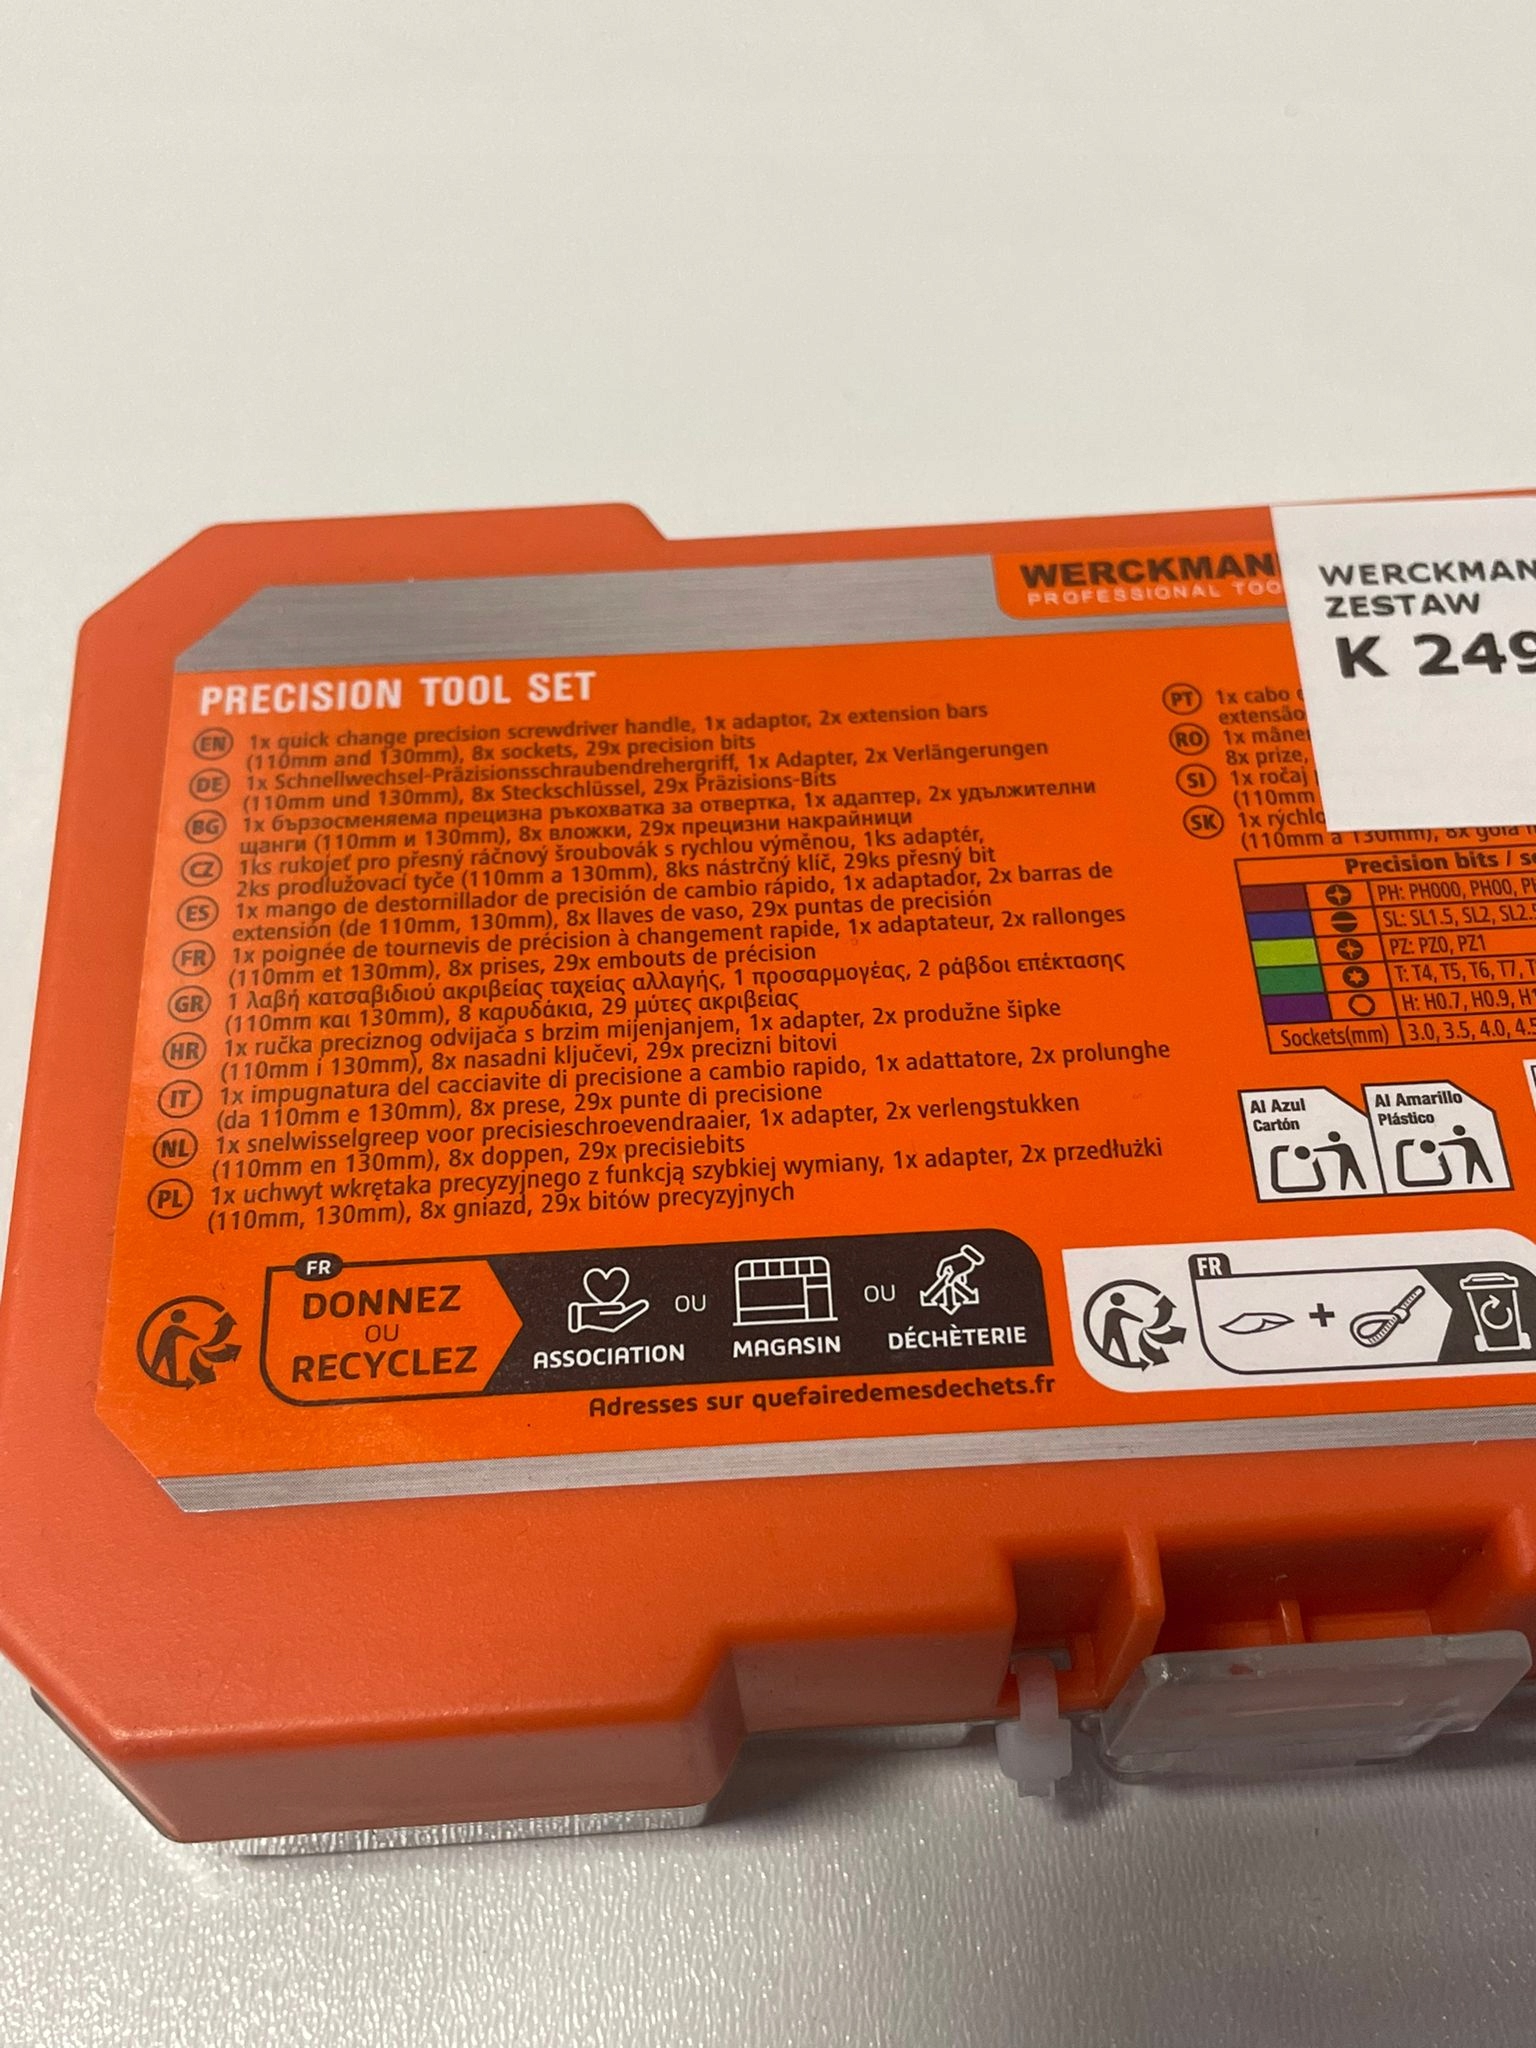 WERCKMAN
PROFESSIONAL
WERCKMAN
ZESTAW
K 249
PRECISION TOOL SET
EN 1x quick change precision screwdriver handle, 1x adaptor, 2x extension bars
(110mm and 130mm), 8x sockets, 29x precision bits
DE 1x Schnellwechsel-Präzisionsschraubendrehergriff, 1x Adapter, 2x Verlängerungen
(110mm und 130mm), 8x Steckschlüssel, 29x Präzisions-Bits
BG 1x бързосменяема прецизна ръкохватка за отвертка, 1x адаптер, 2x удължителни
щанги (110mm и 130mm), 8x вложки, 29x прецизни накрайници
CZ 1ks rukojeť pro přesný ráčnový šroubovák s rychlou výměnou, 1ks adaptér,
2ks prodlužovací tyče (110mm a 130mm), 8ks nástrčný klíč, 29ks přesný bit
ES 1x mango de destornillador de precisión de cambio rápido, 1x adaptador, 2x barras de
extensión (de 110mm, 130mm), 8x llaves de vaso, 29x puntas de precisión
FR 1x poignée de tournevis de précision à changement rapide, 1x adaptateur, 2x rallonges
(110mm et 130mm), 8x prises, 29x embouts de précision
GR 1 λαβή κατσαβιδιού ακριβείας ταχείας αλλαγής, 1 προσαρμογέας, 2 ράβδοι επέκτασης
(110mm και 130mm), 8 καρυδάκια, 29 μύτες ακριβείας
HR 1x ručka preciznog odvijača s brzim mijenjanjem, 1x adapter, 2x produžne šipke
(110mm i 130mm), 8x nasadni ključevi, 29x precizni bitovi
IT 1x impugnatura del cacciavite di precisione a cambio rapido, 1x adattatore, 2x prolunghe
(da 110mm e 130mm), 8x prese, 29x punte di precisione
NL 1x snelwisselgreep voor precisieschroevendraaier, 1x adapter, 2x verlengstukken
(110mm en 130mm), 8x doppen, 29x precisiebits
PL 1x uchwyt wkrętaka precyzyjnego z funkcją szybkiej wymiany, 1x adapter, 2x przedłużki
(110mm, 130mm), 8x gniazd, 29x bitów precyzyjnych
PT 1x cabo
extensão
RO 1x mâner
8x prize,
SI 1x ročaj
(110mm
SK 1x rýchlo
(110mm a 130mm), 8x
Precision bits /
PH: PH000, PH00,
SL: SL1.5, SL2, SL2.5
PZ: PZ0, PZ1
T: T4, T5, T6, T7,
H: H0.7, H0.9,
Sockets(mm) 3.0, 3.5, 4.0, 4.5
Al Azul
Cartón
Al Amarillo
Plástico
FR
DONNEZ
OU
RECYCLEZ
ASSOCIATION OU MAGASIN OU DÉCHÈTERIE
Adresses sur quefairedemesdechets.fr
FR
+